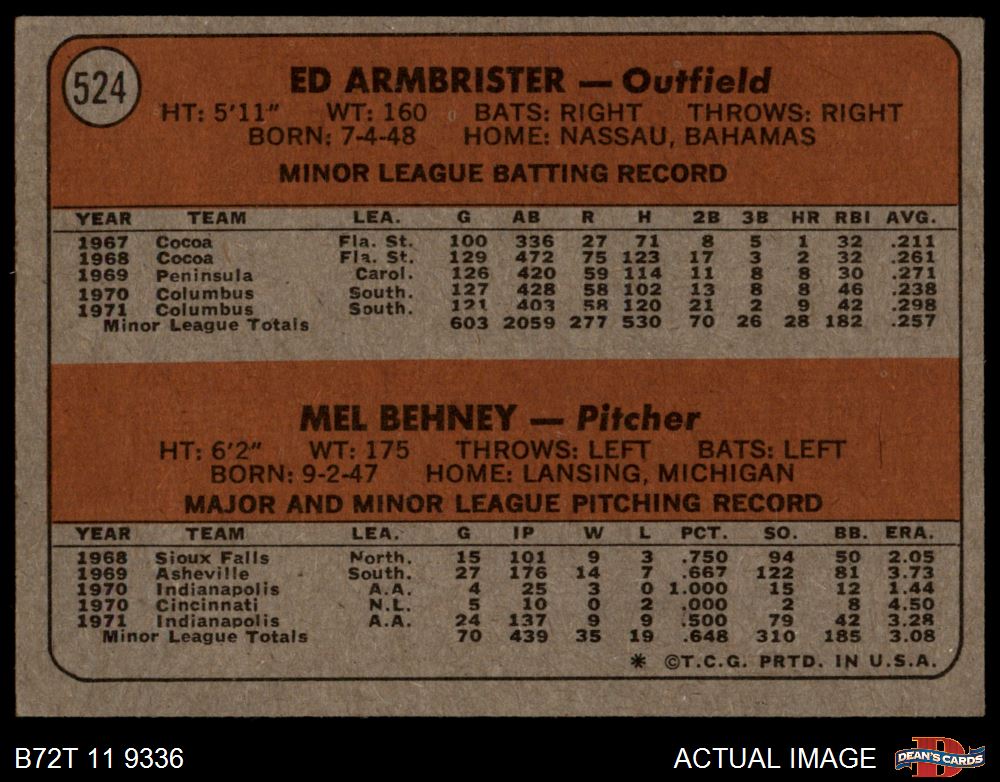 524
ED ARMBRISTER — Outfield
HT: 5'11" WT: 160 BATS: RIGHT THROWS: RIGHT
BORN: 7-4-48 HOME: NASSAU, BAHAMAS
MINOR LEAGUE BATTING RECORD
YEAR TEAM LEA. G AB R H 2B 3B HR RBI AVG.
1967 Cocoa Fla. St. 100 336 27 71 8 5 1 32 .211
1968 Cocoa Fla. St. 129 472 75 123 17 3 2 32 .261
1969 Peninsula Carol. 126 420 59 114 11 8 8 30 .271
1970 Columbus South. 127 428 58 102 13 8 8 46 .238
1971 Columbus South. 121 403 58 120 21 2 9 42 .298
Minor League Totals 603 2059 277 530 70 26 28 182 .257
MEL BEHNEY — Pitcher
HT: 6'2" WT: 175 THROWS: LEFT BATS: LEFT
BORN: 9-2-47 HOME: LANSING, MICHIGAN
MAJOR AND MINOR LEAGUE PITCHING RECORD
YEAR TEAM LEA. G IP W L PCT. SO. BB. ERA.
1968 Sioux Falls North. 15 101 9 3 .750 94 50 2.05
1969 Asheville South. 27 176 14 7 .667 122 81 3.73
1970 Indianapolis A.A. 4 25 3 0 1.000 15 12 1.44
1970 Cincinnati N.L. 5 10 0 2 .000 2 8 4.50
1971 Indianapolis A.A. 24 137 9 9 .500 79 42 3.28
Minor League Totals 70 439 35 19 .648 310 185 3.08
* ©T.C.G. PRTD. IN U.S.A.
B72T 11 9336 ACTUAL IMAGE D DEAN'S CARDS